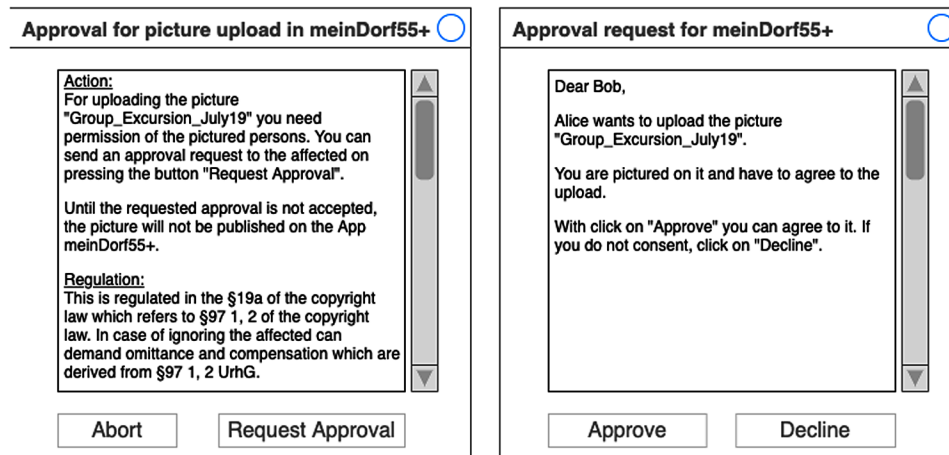 Approval for picture upload in meinDorf55+
Action:
For uploading the picture
"Group_Excursion_July19" you need
permission of the pictured persons. You can
send an approval request to the affected on
pressing the button "Request Approval".
Until the requested approval is not accepted,
the picture will not be published on the App
meinDorf55+.
Regulation:
This is regulated in the §19a of the copyright
law which refers to §97 1, 2 of the copyright
law. In case of ignoring the affected can
demand omittance and compensation which are
derived from §97 1, 2 UrhG.
Abort
Request Approval
Approval request for meinDorf55+
Dear Bob,
Alice wants to upload the picture
"Group_Excursion_July19".
You are pictured on it and have to agree to the
upload.
With click on "Approve" you can agree to it. If
you do not consent, click on "Decline".
Approve
Decline